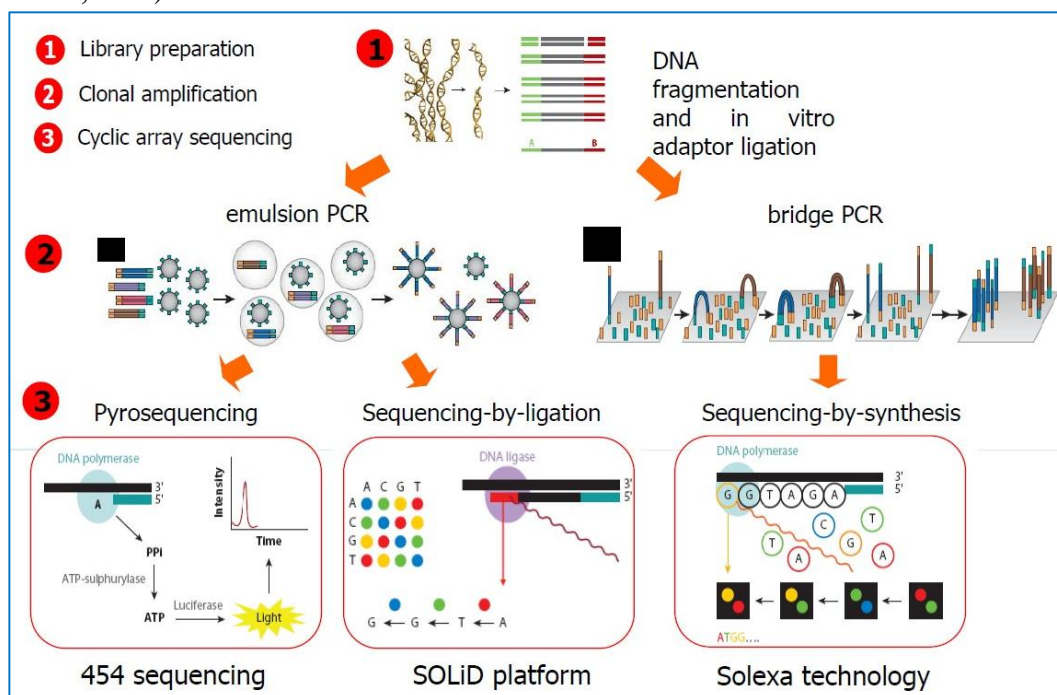 1 Library preparation
2 Clonal amplification
3 Cyclic array sequencing
1
A B
DNA
fragmentation
and in vitro
adaptor ligation
emulsion PCR
bridge PCR
2
3
Pyrosequencing
DNA polymerase
3'
A 5'
PPi
ATP-sulphurylase
ATP
Luciferase
Light
Intensity
Time
454 sequencing
Sequencing-by-ligation
DNA ligase
A C G T
A
C
G
T
3'
5'
G G T A
SOLiD platform
Sequencing-by-synthesis
DNA polymerase
3'
G G T A G A 5'
C T
T A G A
ATGG....
Solexa technology